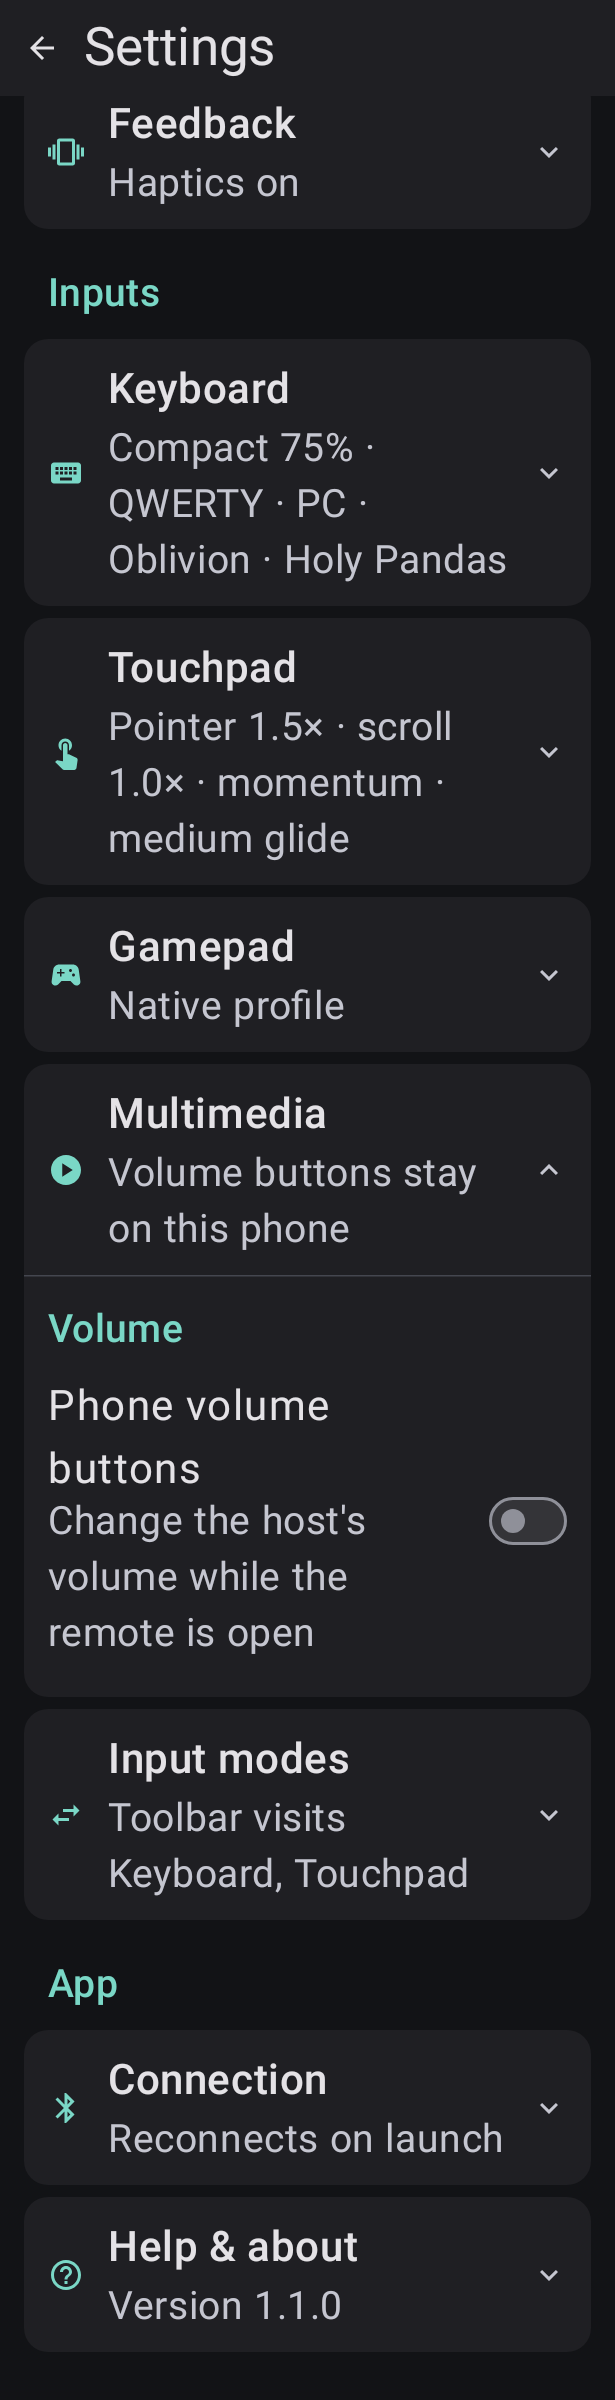 Settings
Feedback
Haptics on
Inputs
Keyboard
Compact 75% ·
QWERTY · PC ·
Oblivion · Holy Pandas
Touchpad
Pointer 1.5× · scroll
1.0× · momentum ·
medium glide
Gamepad
Native profile
Multimedia
Volume buttons stay
on this phone
Volume
Phone volume
buttons
Change the host's
volume while the
remote is open
Input modes
Toolbar visits
Keyboard, Touchpad
App
Connection
Reconnects on launch
Help & about
Version 1.1.0